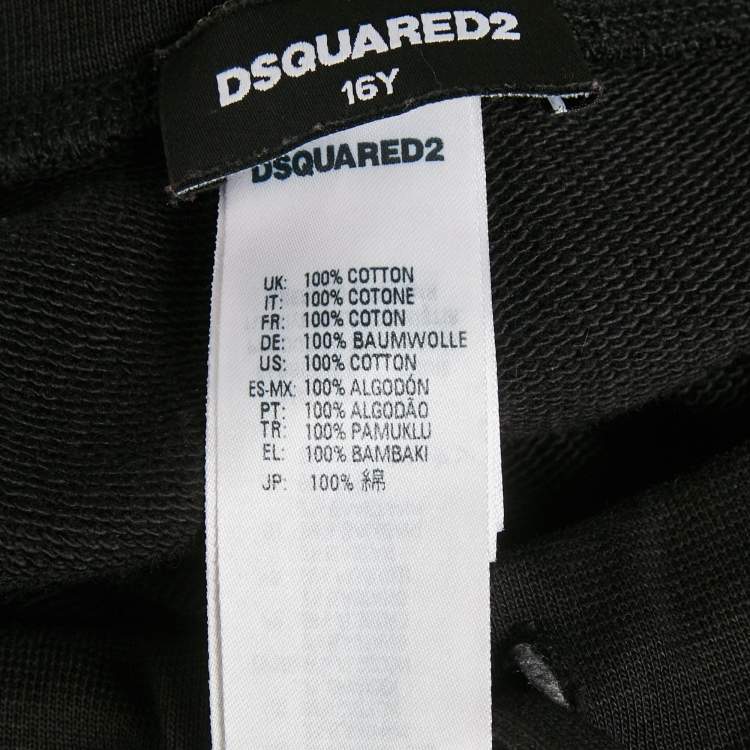 DSQUARED2
16Y
DSQUARED2
UK: 100% COTTON
IT: 100% COTONE
FR: 100% COTON
DE: 100% BAUMWOLLE
US: 100% COTTON
ES-MX: 100% ALGODÓN
PT: 100% ALGODÃO
TR: 100% PAMUKLU
EL: 100% BAMBAKI
JP: 100% 綿